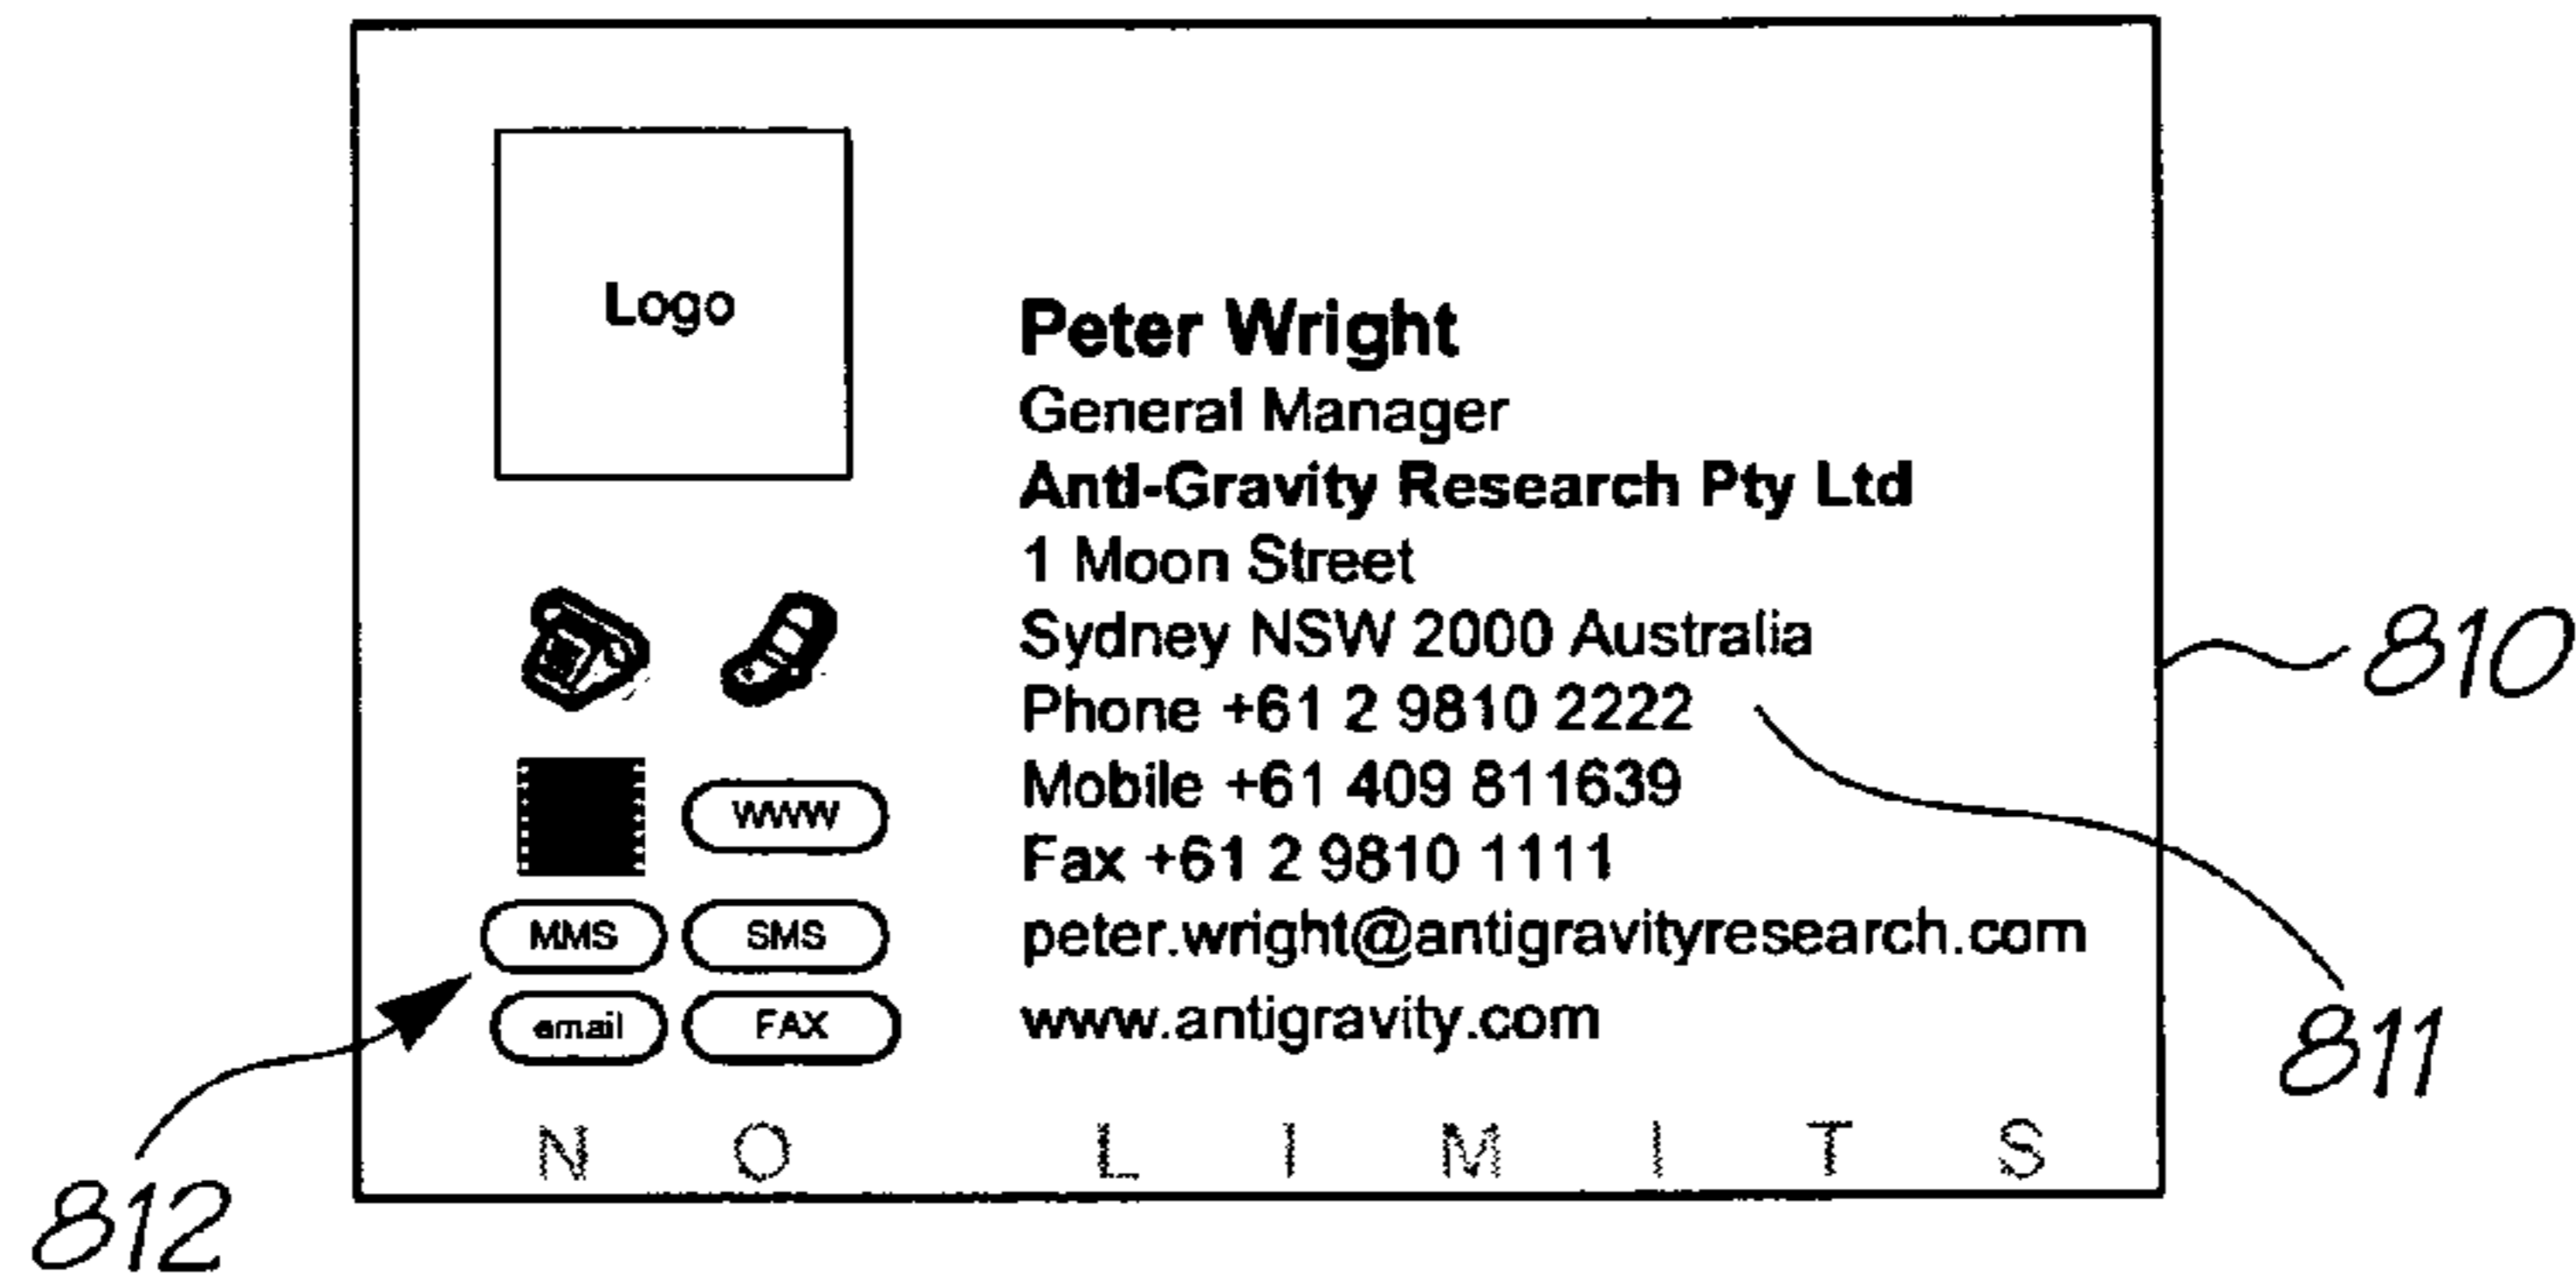 Logo
Peter Wright
General Manager
Anti-Gravity Research Pty Ltd
1 Moon Street
Sydney NSW 2000 Australia
Phone +61 2 9810 2222
Mobile +61 409 811639
Fax +61 2 9810 1111
peter.wright@antigravityresearch.com
www.antigravity.com
WWW
MMS SMS
email FAX
NO LIMITS
810
811
812